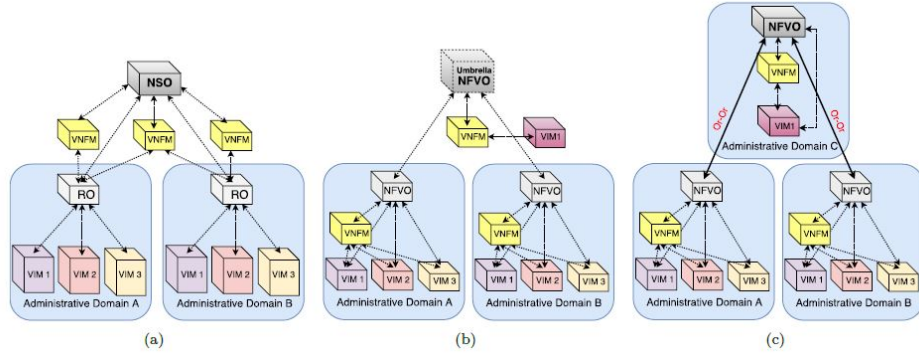 NSO
VNFM
VNFM
VNFM
RO
RO
VIM 1
VIM 2
VIM 3
VIM 1
VIM 2
VIM 3
Administrative Domain A
Administrative Domain B
(a)
Umbrella
NFVO
VNFM
VIM1
NFVO
NFVO
VNFM
VNFM
VIM 1
VIM 2
VIM 3
VIM 1
VIM 2
VIM 3
Administrative Domain A
Administrative Domain B
(b)
NFVO
VNFM
VIM1
Administrative Domain C
Or-Or
Or-Or
NFVO
NFVO
VNFM
VNFM
VIM 1
VIM 2
VIM 3
VIM 1
VIM 2
VIM 3
Administrative Domain A
Administrative Domain B
(c)